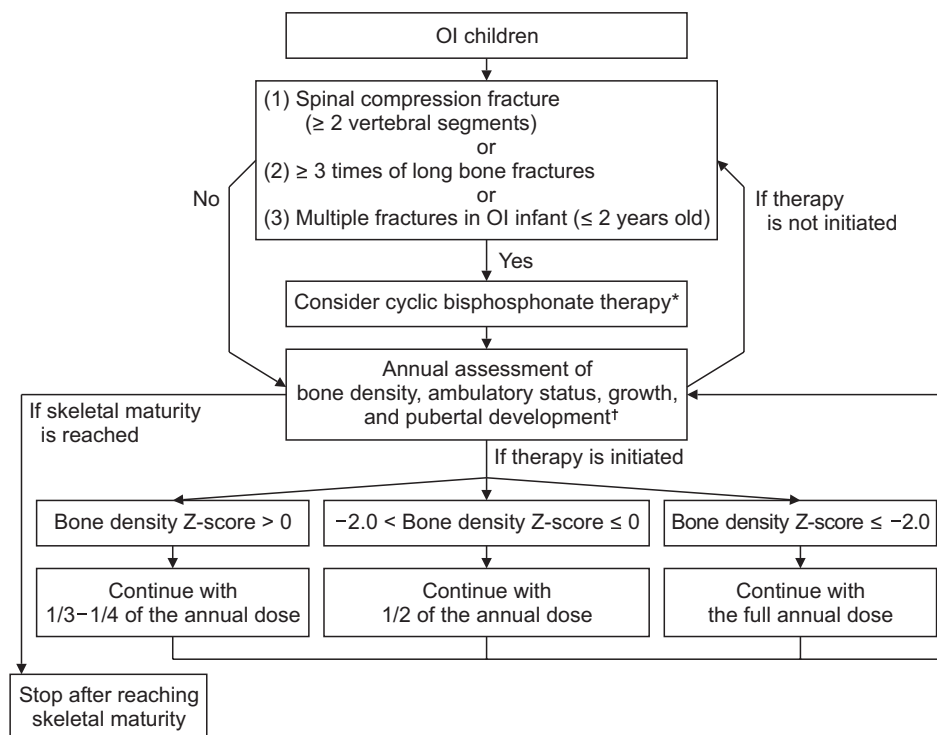 OI children
(1) Spinal compression fracture
(≥ 2 vertebral segments)
or
(2) ≥ 3 times of long bone fractures
or
(3) Multiple fractures in OI infant (≤ 2 years old)
No
If therapy
is not initiated
Yes
Consider cyclic bisphosphonate therapy*
Annual assessment of
bone density, ambulatory status, growth,
and pubertal development†
If skeletal maturity
is reached
If therapy is initiated
Bone density Z-score > 0
−2.0 < Bone density Z-score ≤ 0
Bone density Z-score ≤ −2.0
Continue with
1/3−1/4 of the annual dose
Continue with
1/2 of the annual dose
Continue with
the full annual dose
Stop after reaching
skeletal maturity